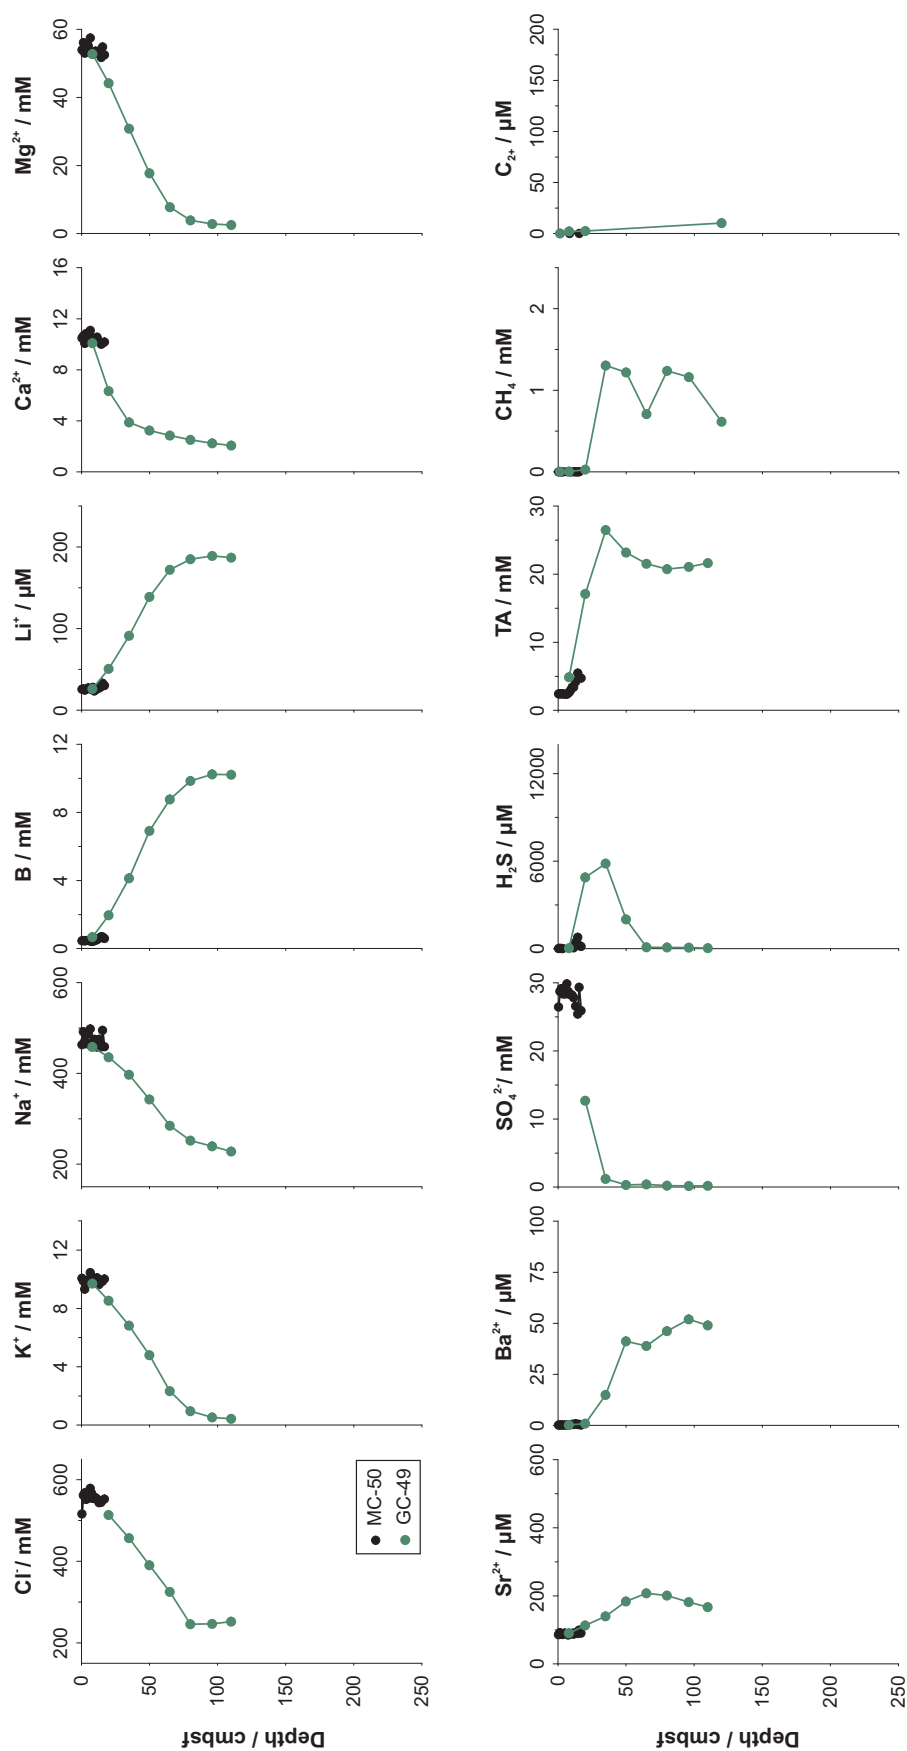 Cl⁻/ mM
200 400 600
K⁺ / mM
0 4 8 12
Na⁺ / mM
200 400 600
B / mM
0 4 8 12
Li⁺ / µM
0 100 200
Ca²⁺ / mM
0 4 8 12 16
Mg²⁺ / mM
0 20 40 60
Depth / cmbsf
0
50
100
150
200
250
MC-50
GC-49
Sr²⁺ / µM
0 200 400 600
Ba²⁺ / µM
0 25 50 75 100
SO₄²⁻/ mM
0 10 20 30
H₂S / µM
0 6000 12000
TA / mM
0 10 20 30
CH₄ / mM
0 1 2
C₂₊ / µM
0 50 100 150 200
Depth / cmbsf
0
50
100
150
200
250